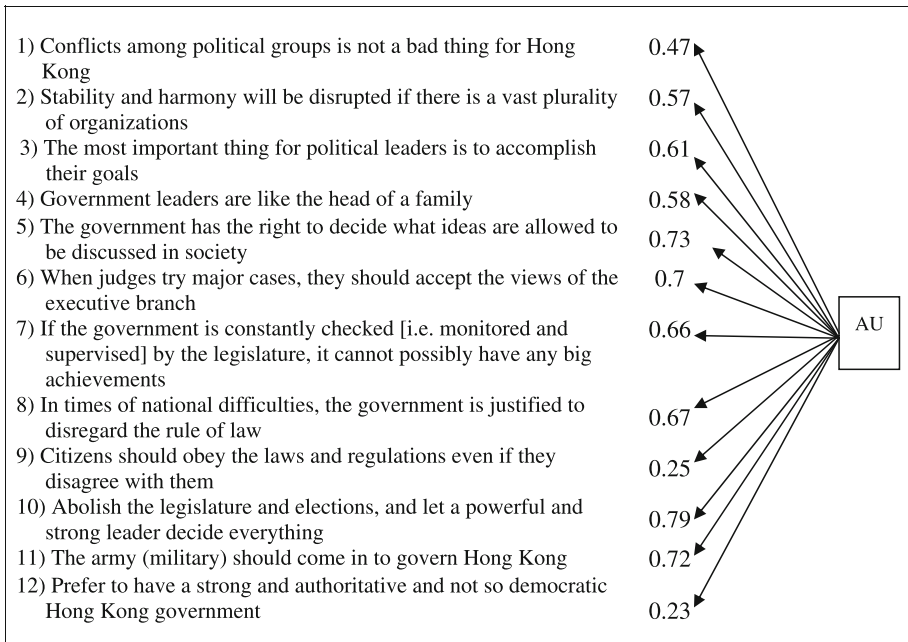 1) Conflicts among political groups is not a bad thing for Hong 0.47
Kong
2) Stability and harmony will be disrupted if there is a vast plurality 0.57
of organizations
3) The most important thing for political leaders is to accomplish 0.61
their goals
4) Government leaders are like the head of a family 0.58
5) The government has the right to decide what ideas are allowed to 0.73
be discussed in society
6) When judges try major cases, they should accept the views of the 0.7
executive branch
7) If the government is constantly checked [i.e. monitored and 0.66 AU
supervised] by the legislature, it cannot possibly have any big
achievements
8) In times of national difficulties, the government is justified to 0.67
disregard the rule of law
9) Citizens should obey the laws and regulations even if they 0.25
disagree with them
10) Abolish the legislature and elections, and let a powerful and 0.79
strong leader decide everything
11) The army (military) should come in to govern Hong Kong 0.72
12) Prefer to have a strong and authoritative and not so democratic
Hong Kong government 0.23